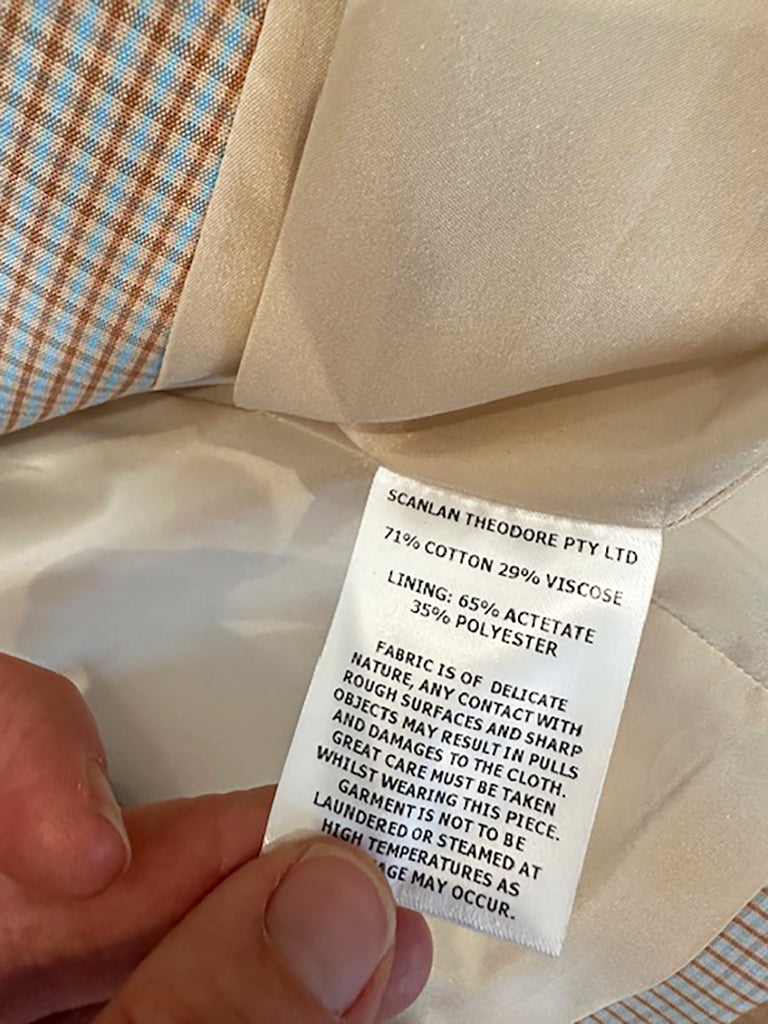 SCANLAN THEODORE PTY LTD
71% COTTON 29% VISCOSE
LINING: 65% ACTETATE
35% POLYESTER
FABRIC IS OF DELICATE
NATURE, ANY CONTACT WITH
ROUGH SURFACES AND SHARP
OBJECTS MAY RESULT IN PULLS
AND DAMAGES TO THE CLOTH.
GREAT CARE MUST BE TAKEN
WHILST WEARING THIS PIECE.
GARMENT IS NOT TO BE
LAUNDERED OR STEAMED AT
HIGH TEMPERATURES AS
MAY OCCUR.